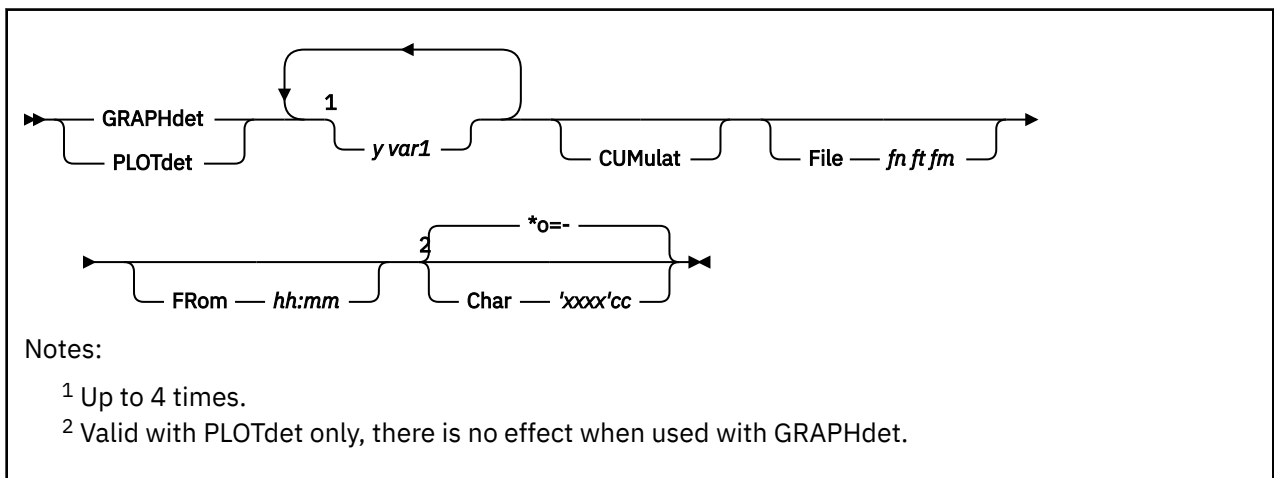 1
GRAPHdet
PLOTdet
y var1
CUMulat
File
fn ft fm
*o=-
2
FRom
hh:mm
Char
'xxxx'cc
Notes:
1 Up to 4 times.
2 Valid with PLOTdet only, there is no effect when used with GRAPHdet.